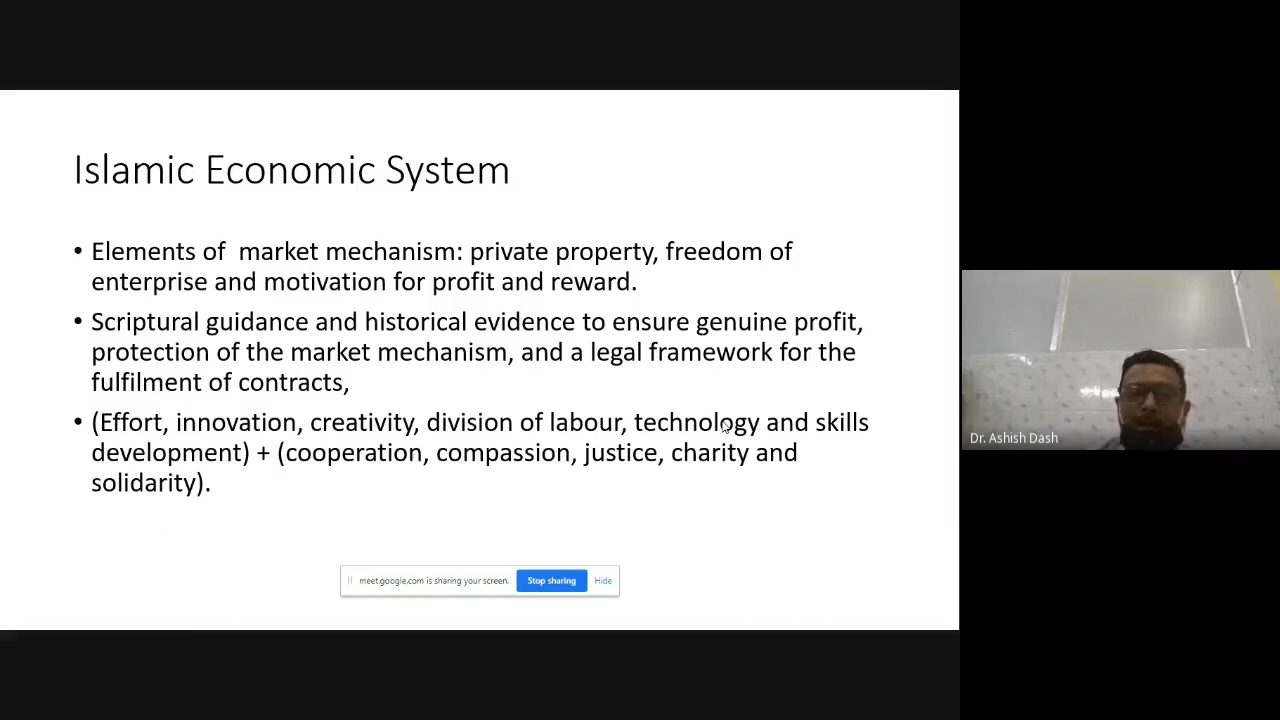 Islamic Economic System
• Elements of  market mechanism: private property, freedom of
enterprise and motivation for profit and reward.
• Scriptural guidance and historical evidence to ensure genuine profit,
protection of the market mechanism, and a legal framework for the
fulfilment of contracts,
• (Effort, innovation, creativity, division of labour, technology and skills
development) + (cooperation, compassion, justice, charity and
solidarity).
meet.google.com is sharing your screen. Stop sharing Hide
Dr. Ashish Dash